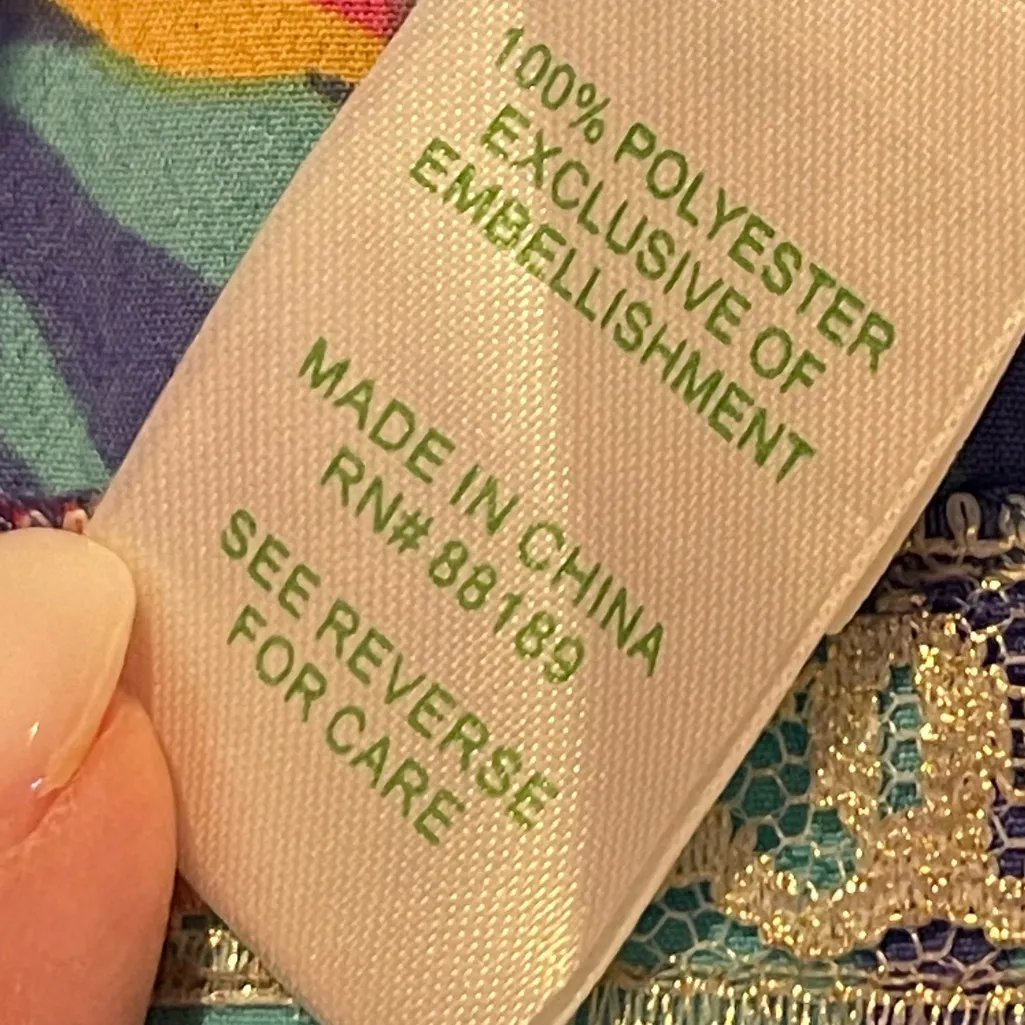 100% POLYESTER
EXCLUSIVE OF
EMBELLISHMENT
MADE IN CHINA
RN# 88189
SEE REVERSE
FOR CARE